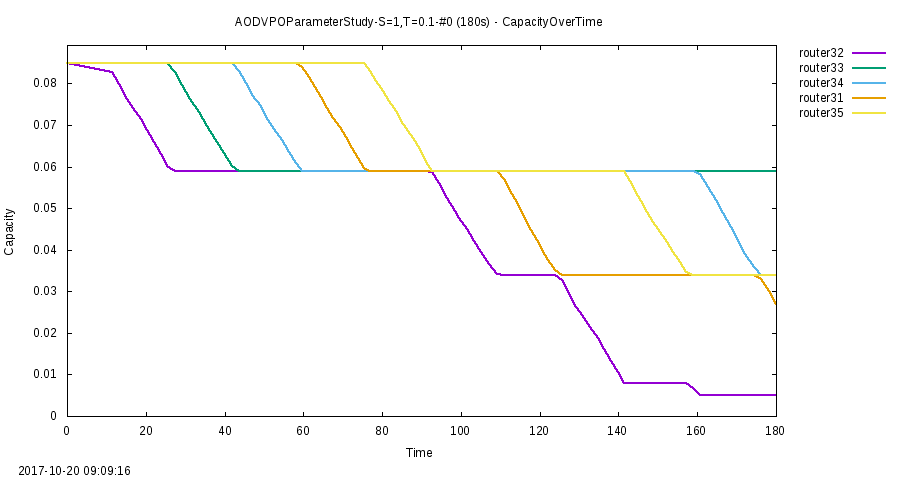 AODVPOParameterStudy-S=1,T=0.1-#0 (180s) - CapacityOverTime
router32
router33
router34
router31
router35
0.08
0.07
0.06
0.05
0.04
0.03
0.02
0.01
0
Capacity
0 20 40 60 80 100 120 140 160 180
Time
2017-10-20 09:09:16